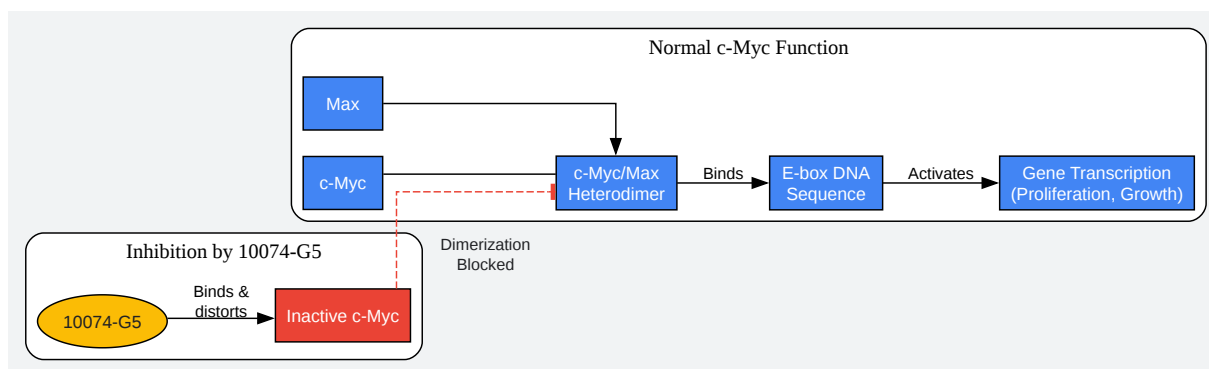 Normal c-Myc Function
Max
c-Myc
c-Myc/Max
Heterodimer
Binds
E-box DNA
Sequence
Activates
Gene Transcription
(Proliferation, Growth)
Dimerization
Blocked
Inhibition by 10074-G5
10074-G5
Binds &
distorts
Inactive c-Myc